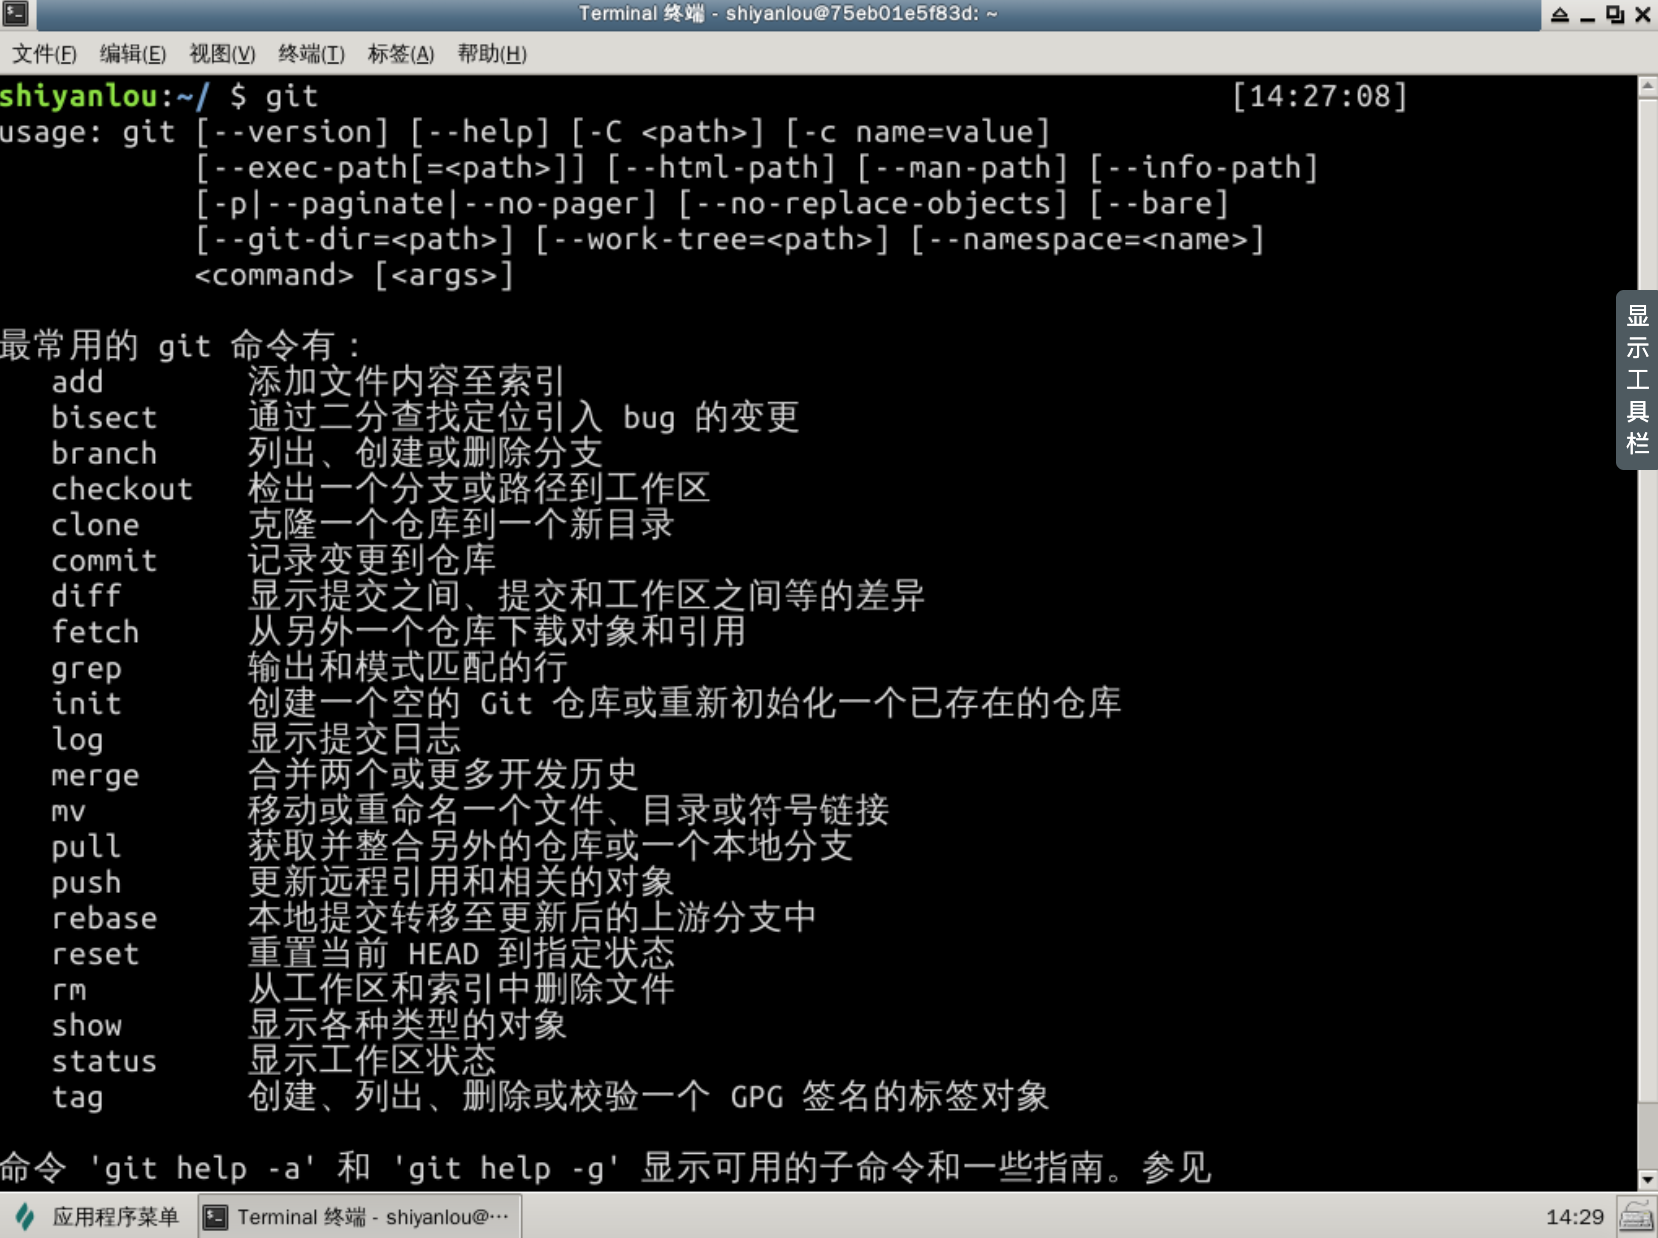 Terminal 终端 - shiyanlou@75eb01e5f83d: ~
文件(F) 编辑(E) 视图(V) 终端(T) 标签(A) 帮助(H)
shiyanlou:~/ $ git [14:27:08]
usage: git [--version] [--help] [-C <path>] [-c name=value]
[--exec-path[=<path>]] [--html-path] [--man-path] [--info-path]
[-p|--paginate|--no-pager] [--no-replace-objects] [--bare]
[--git-dir=<path>] [--work-tree=<path>] [--namespace=<name>]
<command> [<args>]
最常用的 git 命令有：
add 添加文件内容至索引
bisect 通过二分查找定位引入 bug 的变更
branch 列出、创建或删除分支
checkout 检出一个分支或路径到工作区
clone 克隆一个仓库到一个新目录
commit 记录变更到仓库
diff 显示提交之间、提交和工作区之间等的差异
fetch 从另外一个仓库下载对象和引用
grep 输出和模式匹配的行
init 创建一个空的 Git 仓库或重新初始化一个已存在的仓库
log 显示提交日志
merge 合并两个或更多开发历史
mv 移动或重命名一个文件、目录或符号链接
pull 获取并整合另外的仓库或一个本地分支
push 更新远程引用和相关的对象
rebase 本地提交转移至更新后的上游分支中
reset 重置当前 HEAD 到指定状态
rm 从工作区和索引中删除文件
show 显示各种类型的对象
status 显示工作区状态
tag 创建、列出、删除或校验一个 GPG 签名的标签对象
命令 'git help -a' 和 'git help -g' 显示可用的子命令和一些指南。参见
显示工具栏
应用程序菜单 Terminal 终端 - shiyanlou@··· 14:29